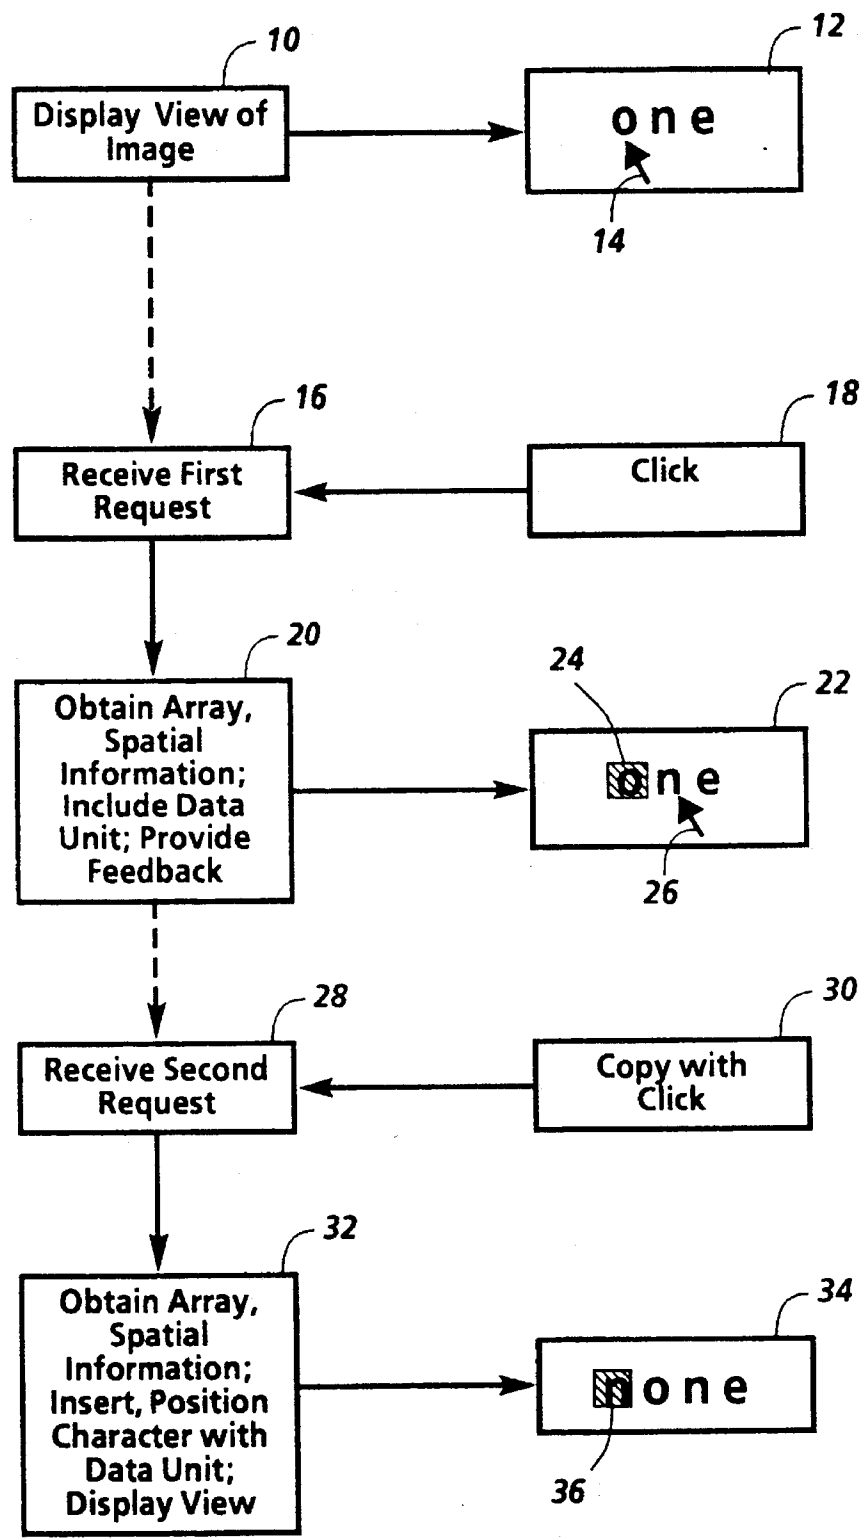 10
12
Display View of
Image
one
14
16
18
Receive First
Request
Click
20
24
22
Obtain Array,
Spatial
Information;
Include Data
Unit; Provide
Feedback
one
26
28
30
Receive Second
Request
Copy with
Click
32
34
Obtain Array,
Spatial
Information;
Insert, Position
Character with
Data Unit;
Display View
none
36